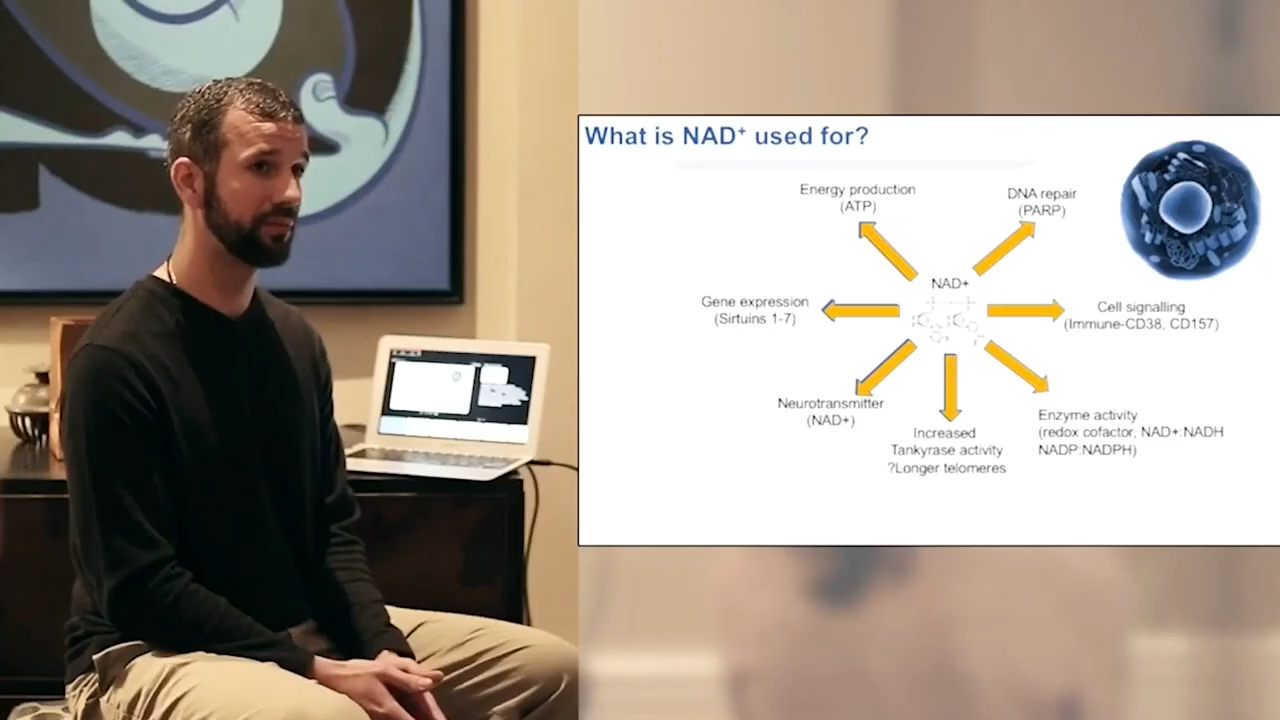 What is NAD⁺ used for?
Energy production
(ATP)
DNA repair
(PARP)
NAD+
Gene expression
(Sirtuins 1-7)
Cell signalling
(Immune-CD38, CD157)
Neurotransmitter
(NAD+)
Increased
Tankyrase activity
?Longer telomeres
Enzyme activity
(redox cofactor, NAD+:NADH
NADP:NADPH)